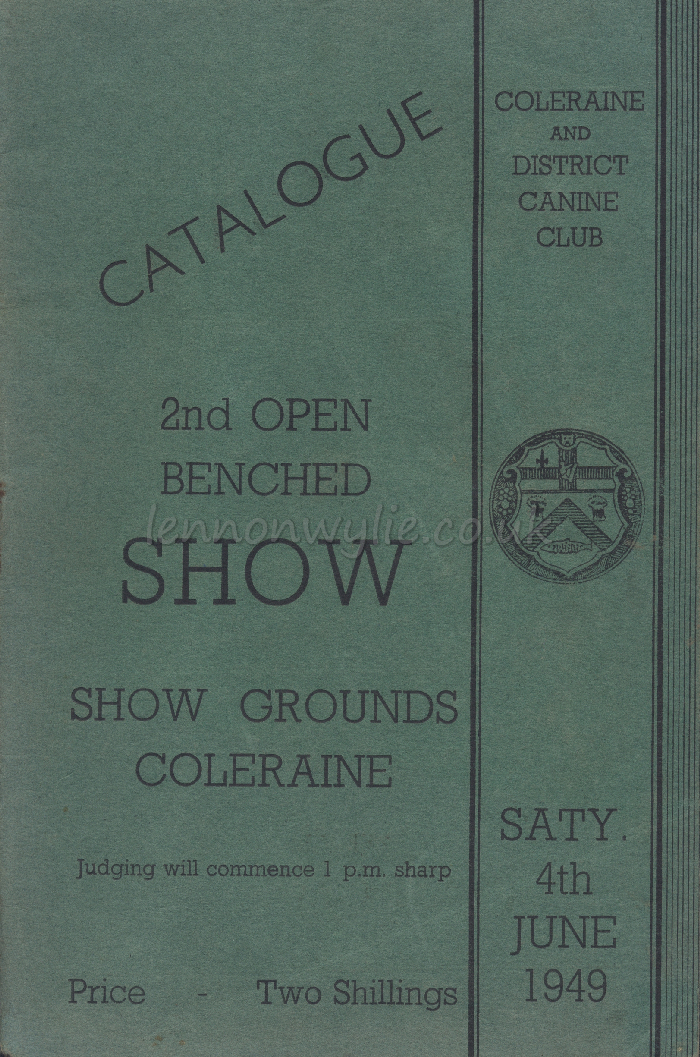 CATALOGUE
2nd OPEN
BENCHED
SHOW
SHOW GROUNDS
COLERAINE
Judging will commence 1 p.m. sharp
Price - Two Shillings
COLERAINE
AND
DISTRICT
CANINE
CLUB
SATY.
4th
JUNE
1949
lennonwylie.co.uk